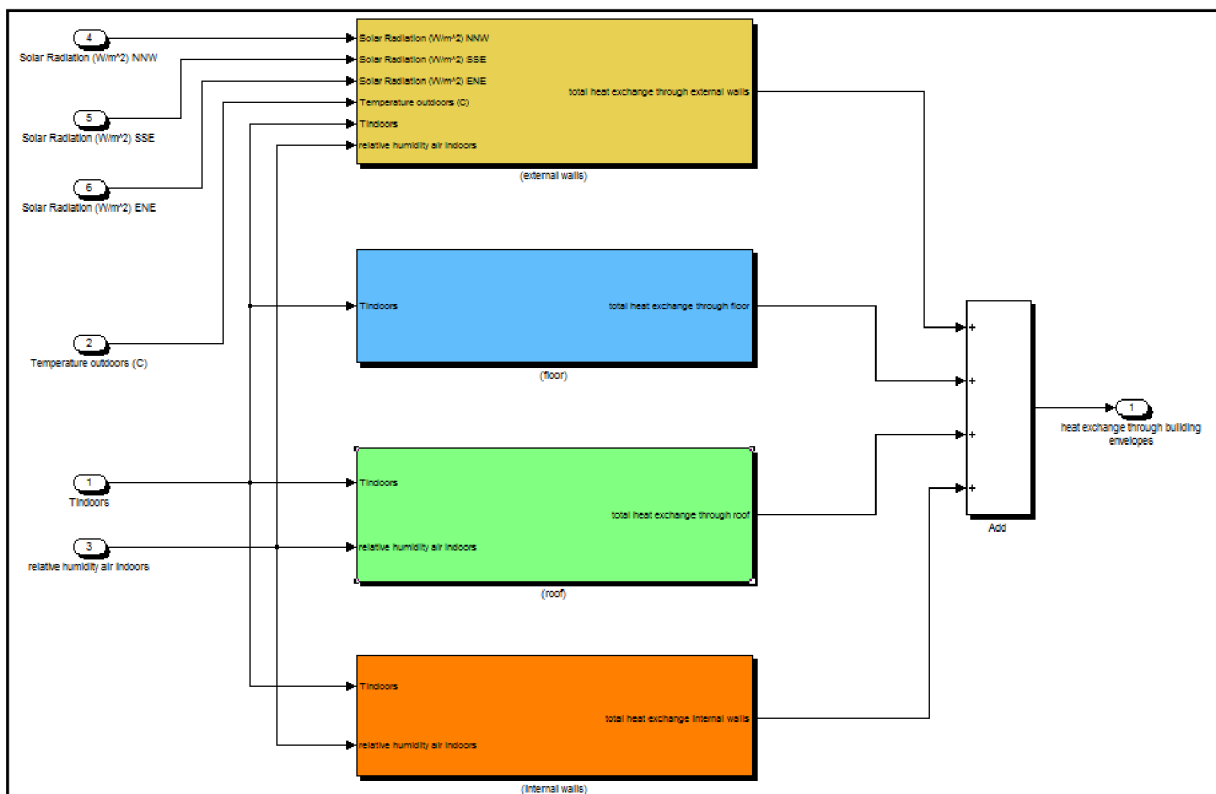 4
Solar Radiation (W/m^2) NNW
5
Solar Radiation (W/m^2) SSE
6
Solar Radiation (W/m^2) ENE
2
Temperature outdoors (C)
1
Tindoors
3
relative humidity air indoors
Solar Radiation (W/m^2) NNW
Solar Radiation (W/m^2) SSE
Solar Radiation (W/m^2) ENE
Temperature outdoors (C)
Tindoors
relative humidity air indoors
total heat exchange through external walls
(external walls)
Tindoors
total heat exchange through floor
(floor)
Tindoors
relative humidity air indoors
total heat exchange through roof
(roof)
Tindoors
relative humidity air indoors
total heat exchange internal walls
(internal walls)
+
+
+
+
Add
1
heat exchange through building
envelopes